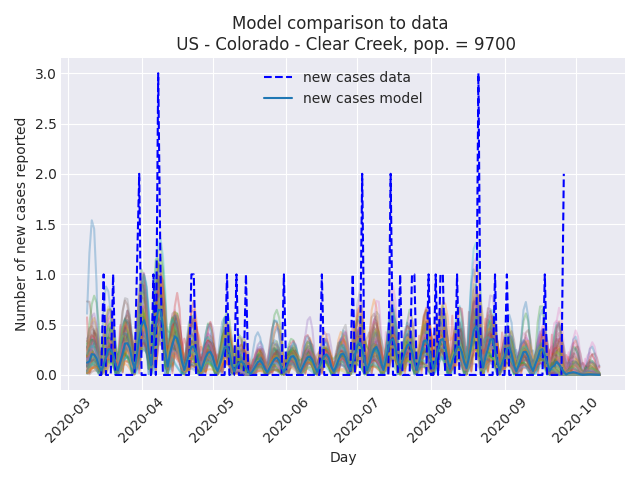 Model comparison to data
US - Colorado - Clear Creek, pop. = 9700
new cases data
new cases model
Number of new cases reported
3.0
2.5
2.0
1.5
1.0
0.5
0.0
2020-03
2020-04
2020-05
2020-06
2020-07
2020-08
2020-09
2020-10
Day